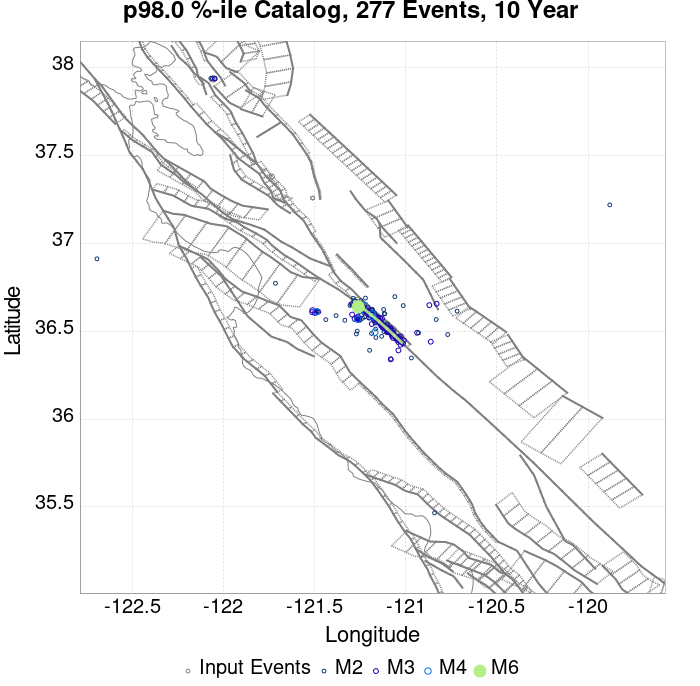 p98.0 %-ile Catalog, 277 Events, 10 Year
38
37.5
37
36.5
36
35.5
Latitude
-122.5 -122 -121.5 -121 -120.5 -120
Longitude
Input Events M2 M3 M4 M6